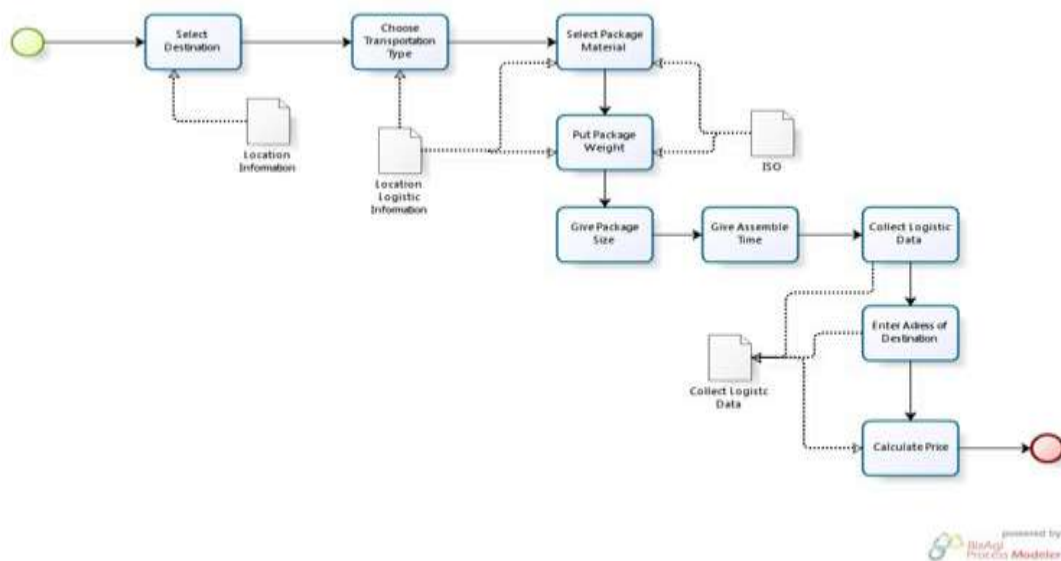 Select
Destination
Choose
Transportation
Type
Select Package
Material
Location
Information
Location
Logistic
Information
Put Package
Weight
ISO
Give Package
Size
Give Assemble
Time
Collect Logistic
Data
Enter Adress of
Destination
Collect Logistc
Data
Calculate Price
powered by
BizAgi
Process Modeler